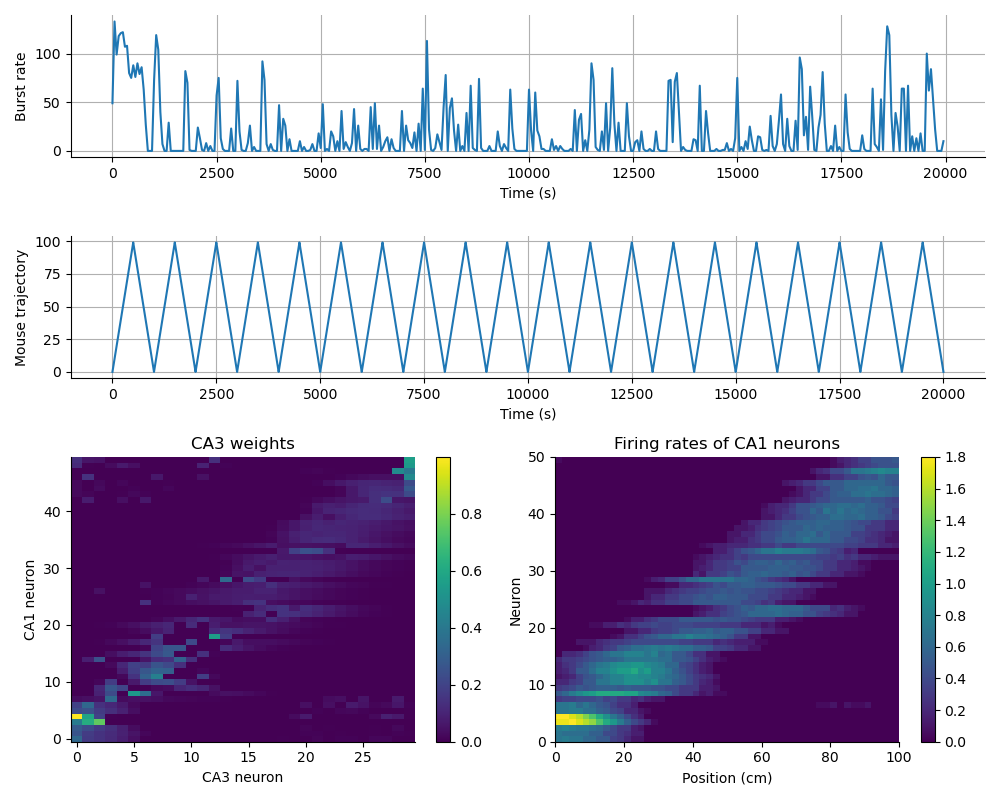 Burst rate
100
50
0
0 2500 5000 7500 10000 12500 15000 17500 20000
Time (s)
Mouse trajectory
100
75
50
25
0
0 2500 5000 7500 10000 12500 15000 17500 20000
Time (s)
CA3 weights
CA1 neuron
40
30
20
10
0
0 5 10 15 20 25
CA3 neuron
0.8
0.6
0.4
0.2
0.0
Firing rates of CA1 neurons
Neuron
50
40
30
20
10
0
0 20 40 60 80 100
Position (cm)
1.8
1.6
1.4
1.2
1.0
0.8
0.6
0.4
0.2
0.0